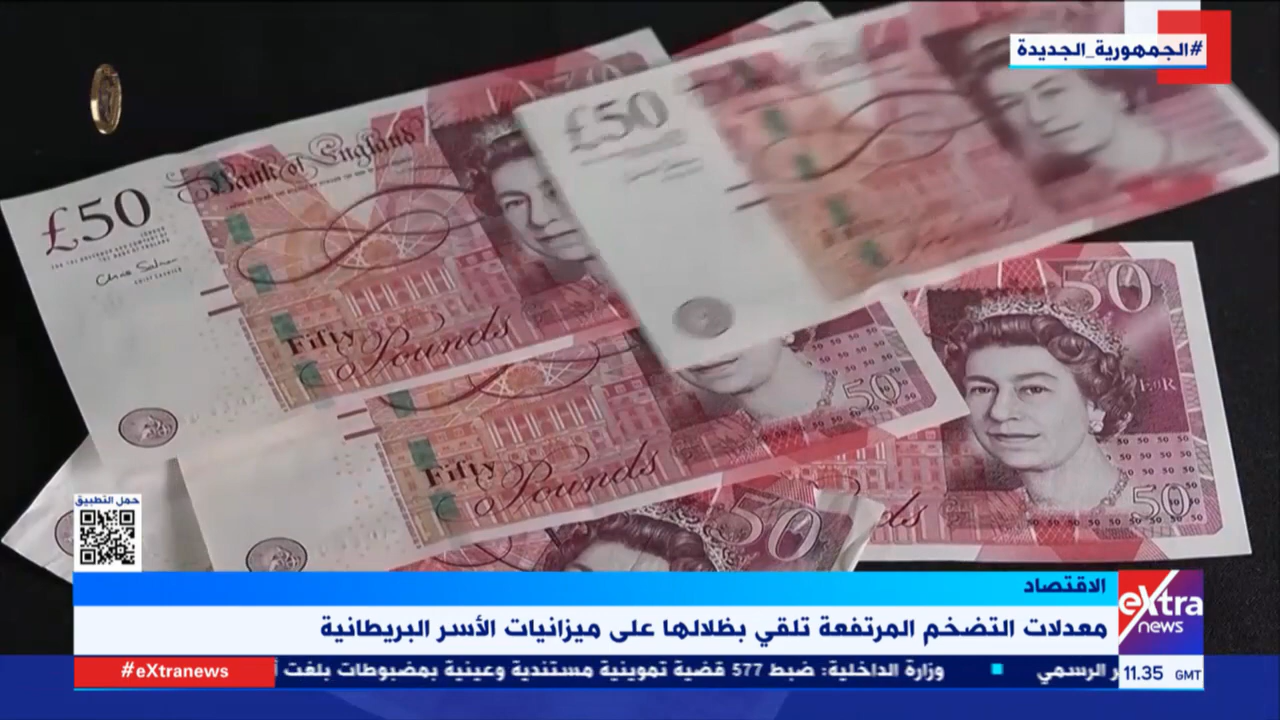 #الجمهورية_الجديدة
£50
Bank of England
Fifty
Pounds
£50
50
50
Fifty
Pounds
50
50
حمل التطبيق
الاقتصاد
معدلات التضخم المرتفعة تلقي بظلالها على ميزانيات الأسر البريطانية
eXtra
news
#eXtranews
ر الرسمي ■ وزارة الداخلية: ضبط 577 قضية تموينية مستندية وعينية بمضبوطات بلغت أ
11.35 GMT